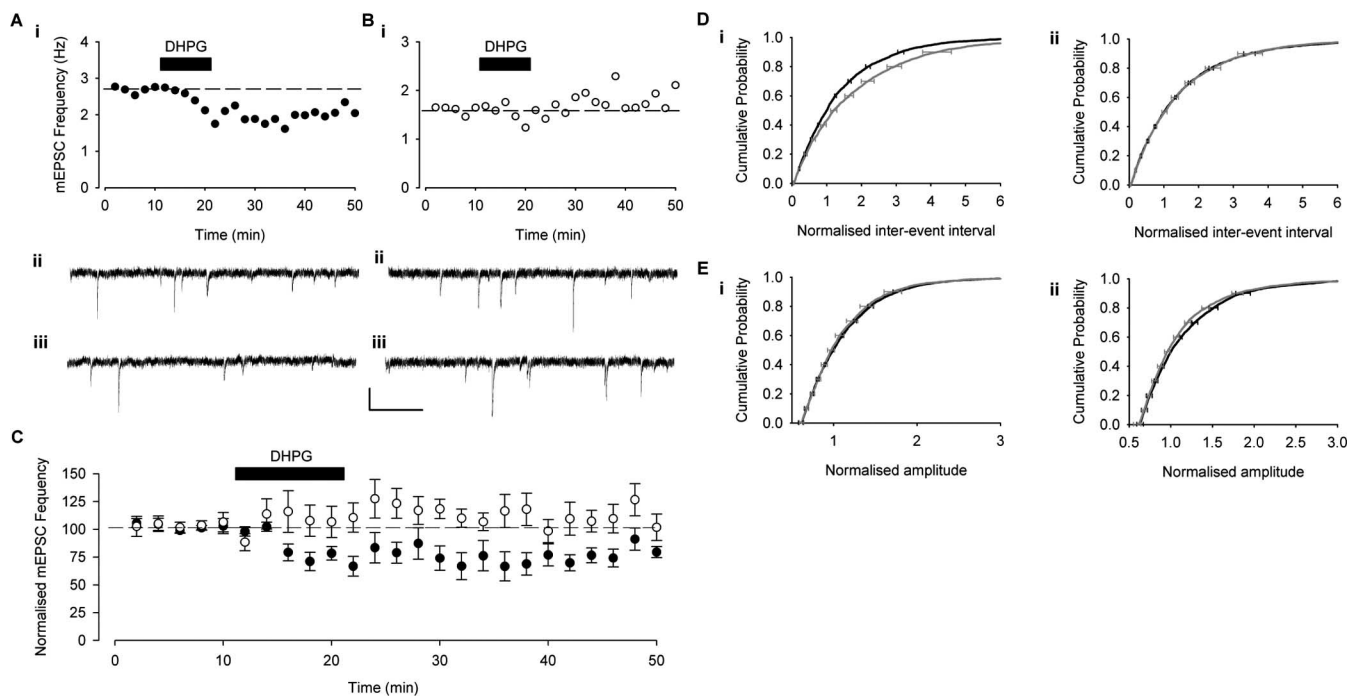 A
i
DHPG
mEPSC Frequency (Hz)
4
3
2
1
0
0 10 20 30 40 50
Time (min)
B
i
DHPG
3
2
1
0
0 10 20 30 40 50
Time (min)
ii
ii
iii
iii
C
DHPG
Normalised mEPSC Fequency
150
125
100
75
50
25
0
0 10 20 30 40 50
Time (min)
D
i
Cumulative Probability
1.0
0.8
0.6
0.4
0.2
0.0
0 1 2 3 4 5 6
Normalised inter-event interval
ii
Cumulative Probability
1.0
0.8
0.6
0.4
0.2
0.0
0 1 2 3 4 5 6
Normalised inter-event interval
E
i
Cumulative Probability
1.0
0.8
0.6
0.4
0.2
0.0
1 2 3
Normalised amplitude
ii
Cumulative Probability
1.0
0.8
0.6
0.4
0.2
0.0
0.5 1.0 1.5 2.0 2.5 3.0
Normalised amplitude